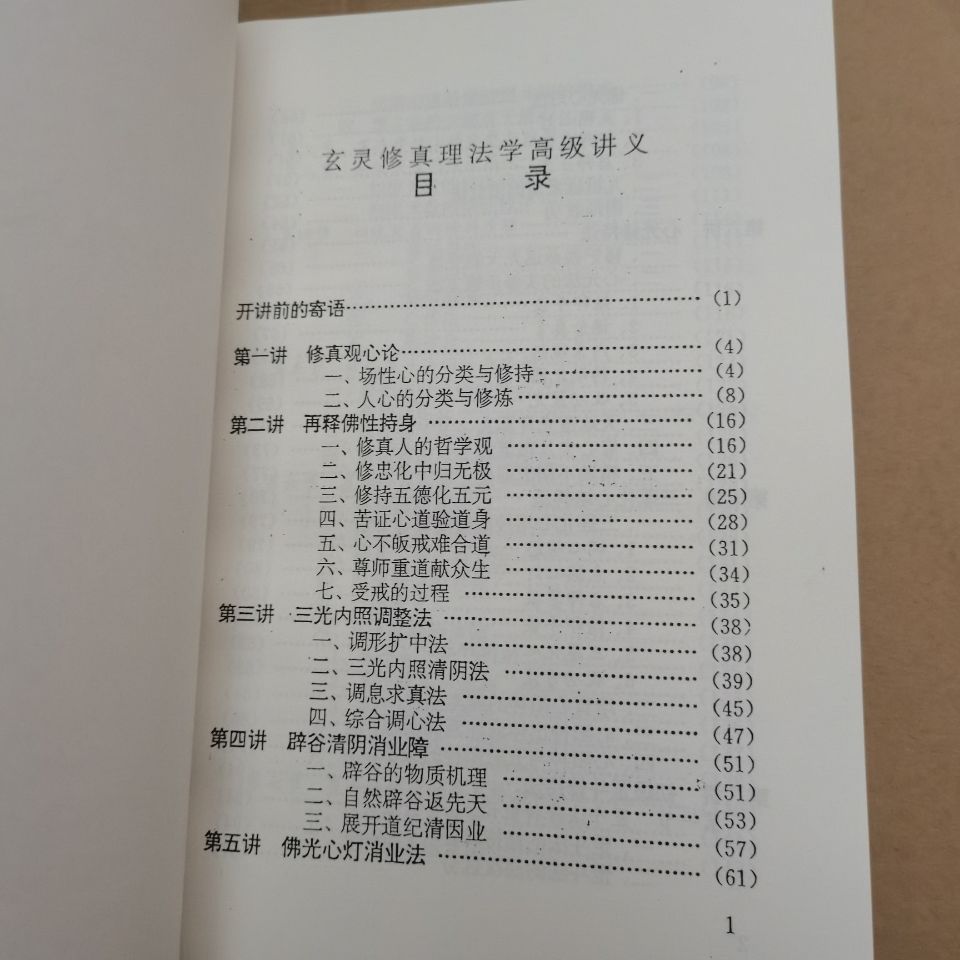 玄灵修真理法学高级讲义
目 录
开讲前的寄语……………………………………(1)
第一讲 修真观心论……………………………(4)
一、场性心的分类与修持……………………(4)
二、人心的分类与修炼………………………(8)
第二讲 再释佛性持身…………………………(16)
一、修真人的哲学观…………………………(16)
二、修忠化中归无极…………………………(21)
三、修持五德化五元…………………………(25)
四、苦证心道验道身…………………………(28)
五、心不皈戒难合道…………………………(31)
六、尊师重道献众生…………………………(34)
七、受戒的过程………………………………(35)
第三讲 三光内照调整法………………………(38)
一、调形扩中法………………………………(38)
二、三光内照清阴法…………………………(39)
三、调息求真法………………………………(45)
四、综合调心法………………………………(47)
第四讲 辟谷清阴消业障………………………(51)
一、辟谷的物质机理…………………………(51)
二、自然辟谷返先天…………………………(53)
三、展开道纪清因业…………………………(57)
第五讲 佛光心灯消业法………………………(61)
1